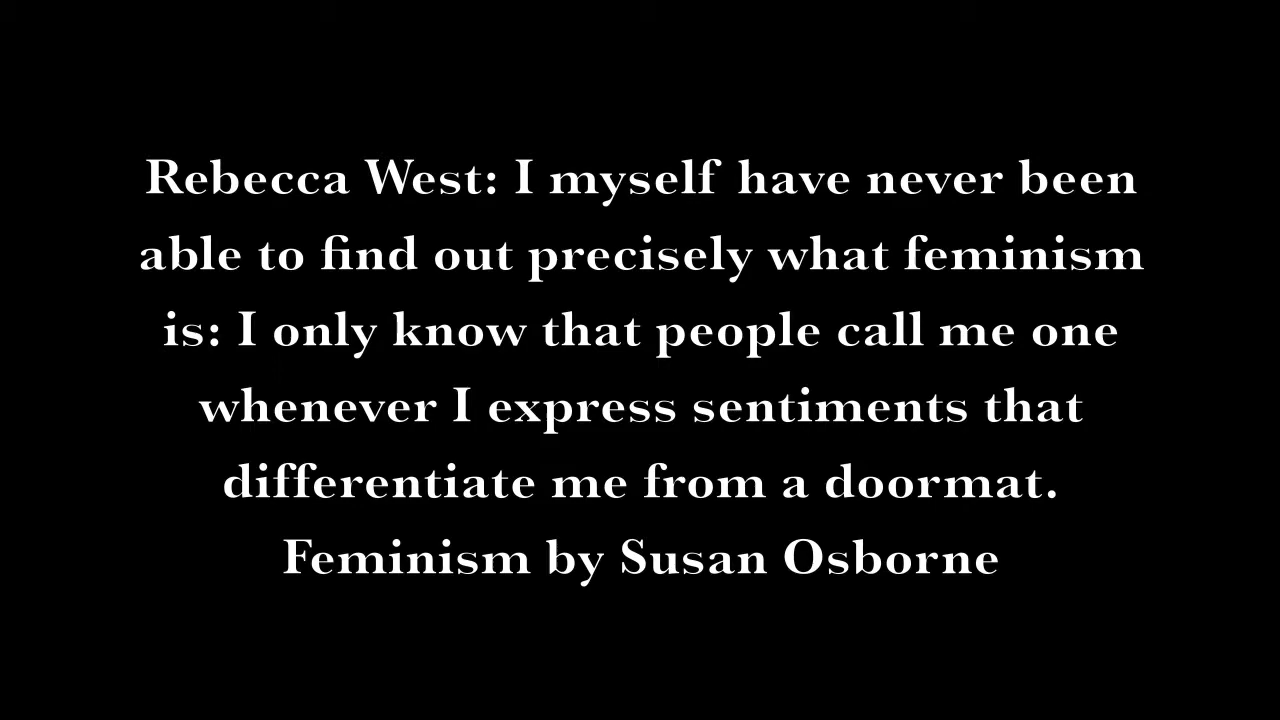 Rebecca West: I myself have never been
able to find out precisely what feminism
is: I only know that people call me one
whenever I express sentiments that
differentiate me from a doormat.
Feminism by Susan Osborne